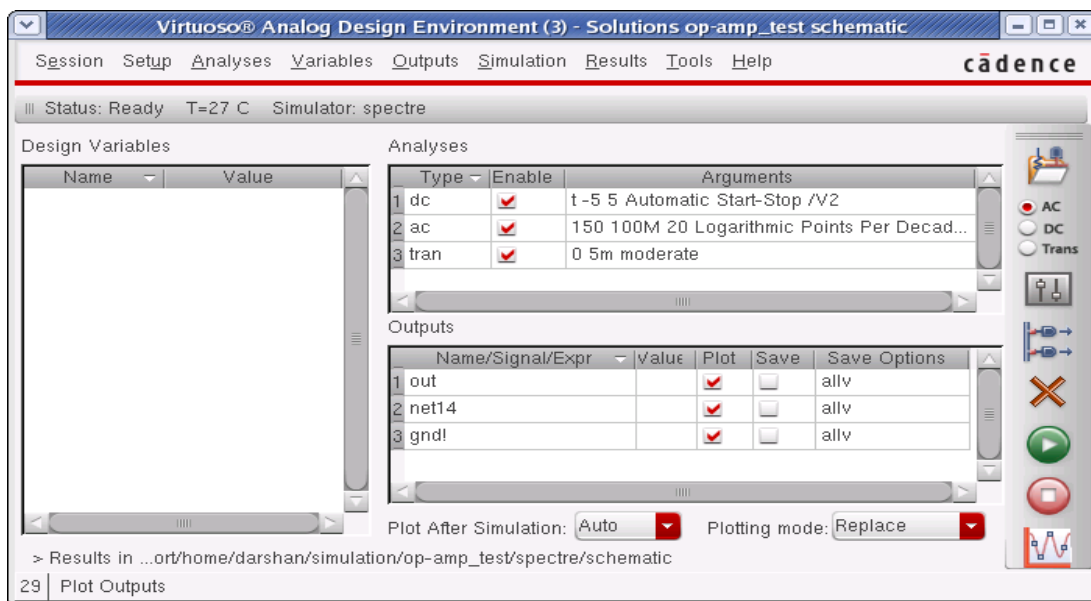 Virtuoso® Analog Design Environment (3) - Solutions op-amp_test schematic
Session Setup Analyses Variables Outputs Simulation Results Tools Help cādence
Status: Ready T=27 C Simulator: spectre
Design Variables
Name Value
Analyses
Type Enable Arguments
1 dc t -5 5 Automatic Start-Stop /V2
2 ac 150 100M 20 Logarithmic Points Per Decad...
3 tran 0 5m moderate
AC
DC
Trans
Outputs
Name/Signal/Expr Value Plot Save Save Options
1 out allv
2 net14 allv
3 gnd! allv
Plot After Simulation: Auto Plotting mode: Replace
> Results in ...ort/home/darshan/simulation/op-amp_test/spectre/schematic
29 Plot Outputs